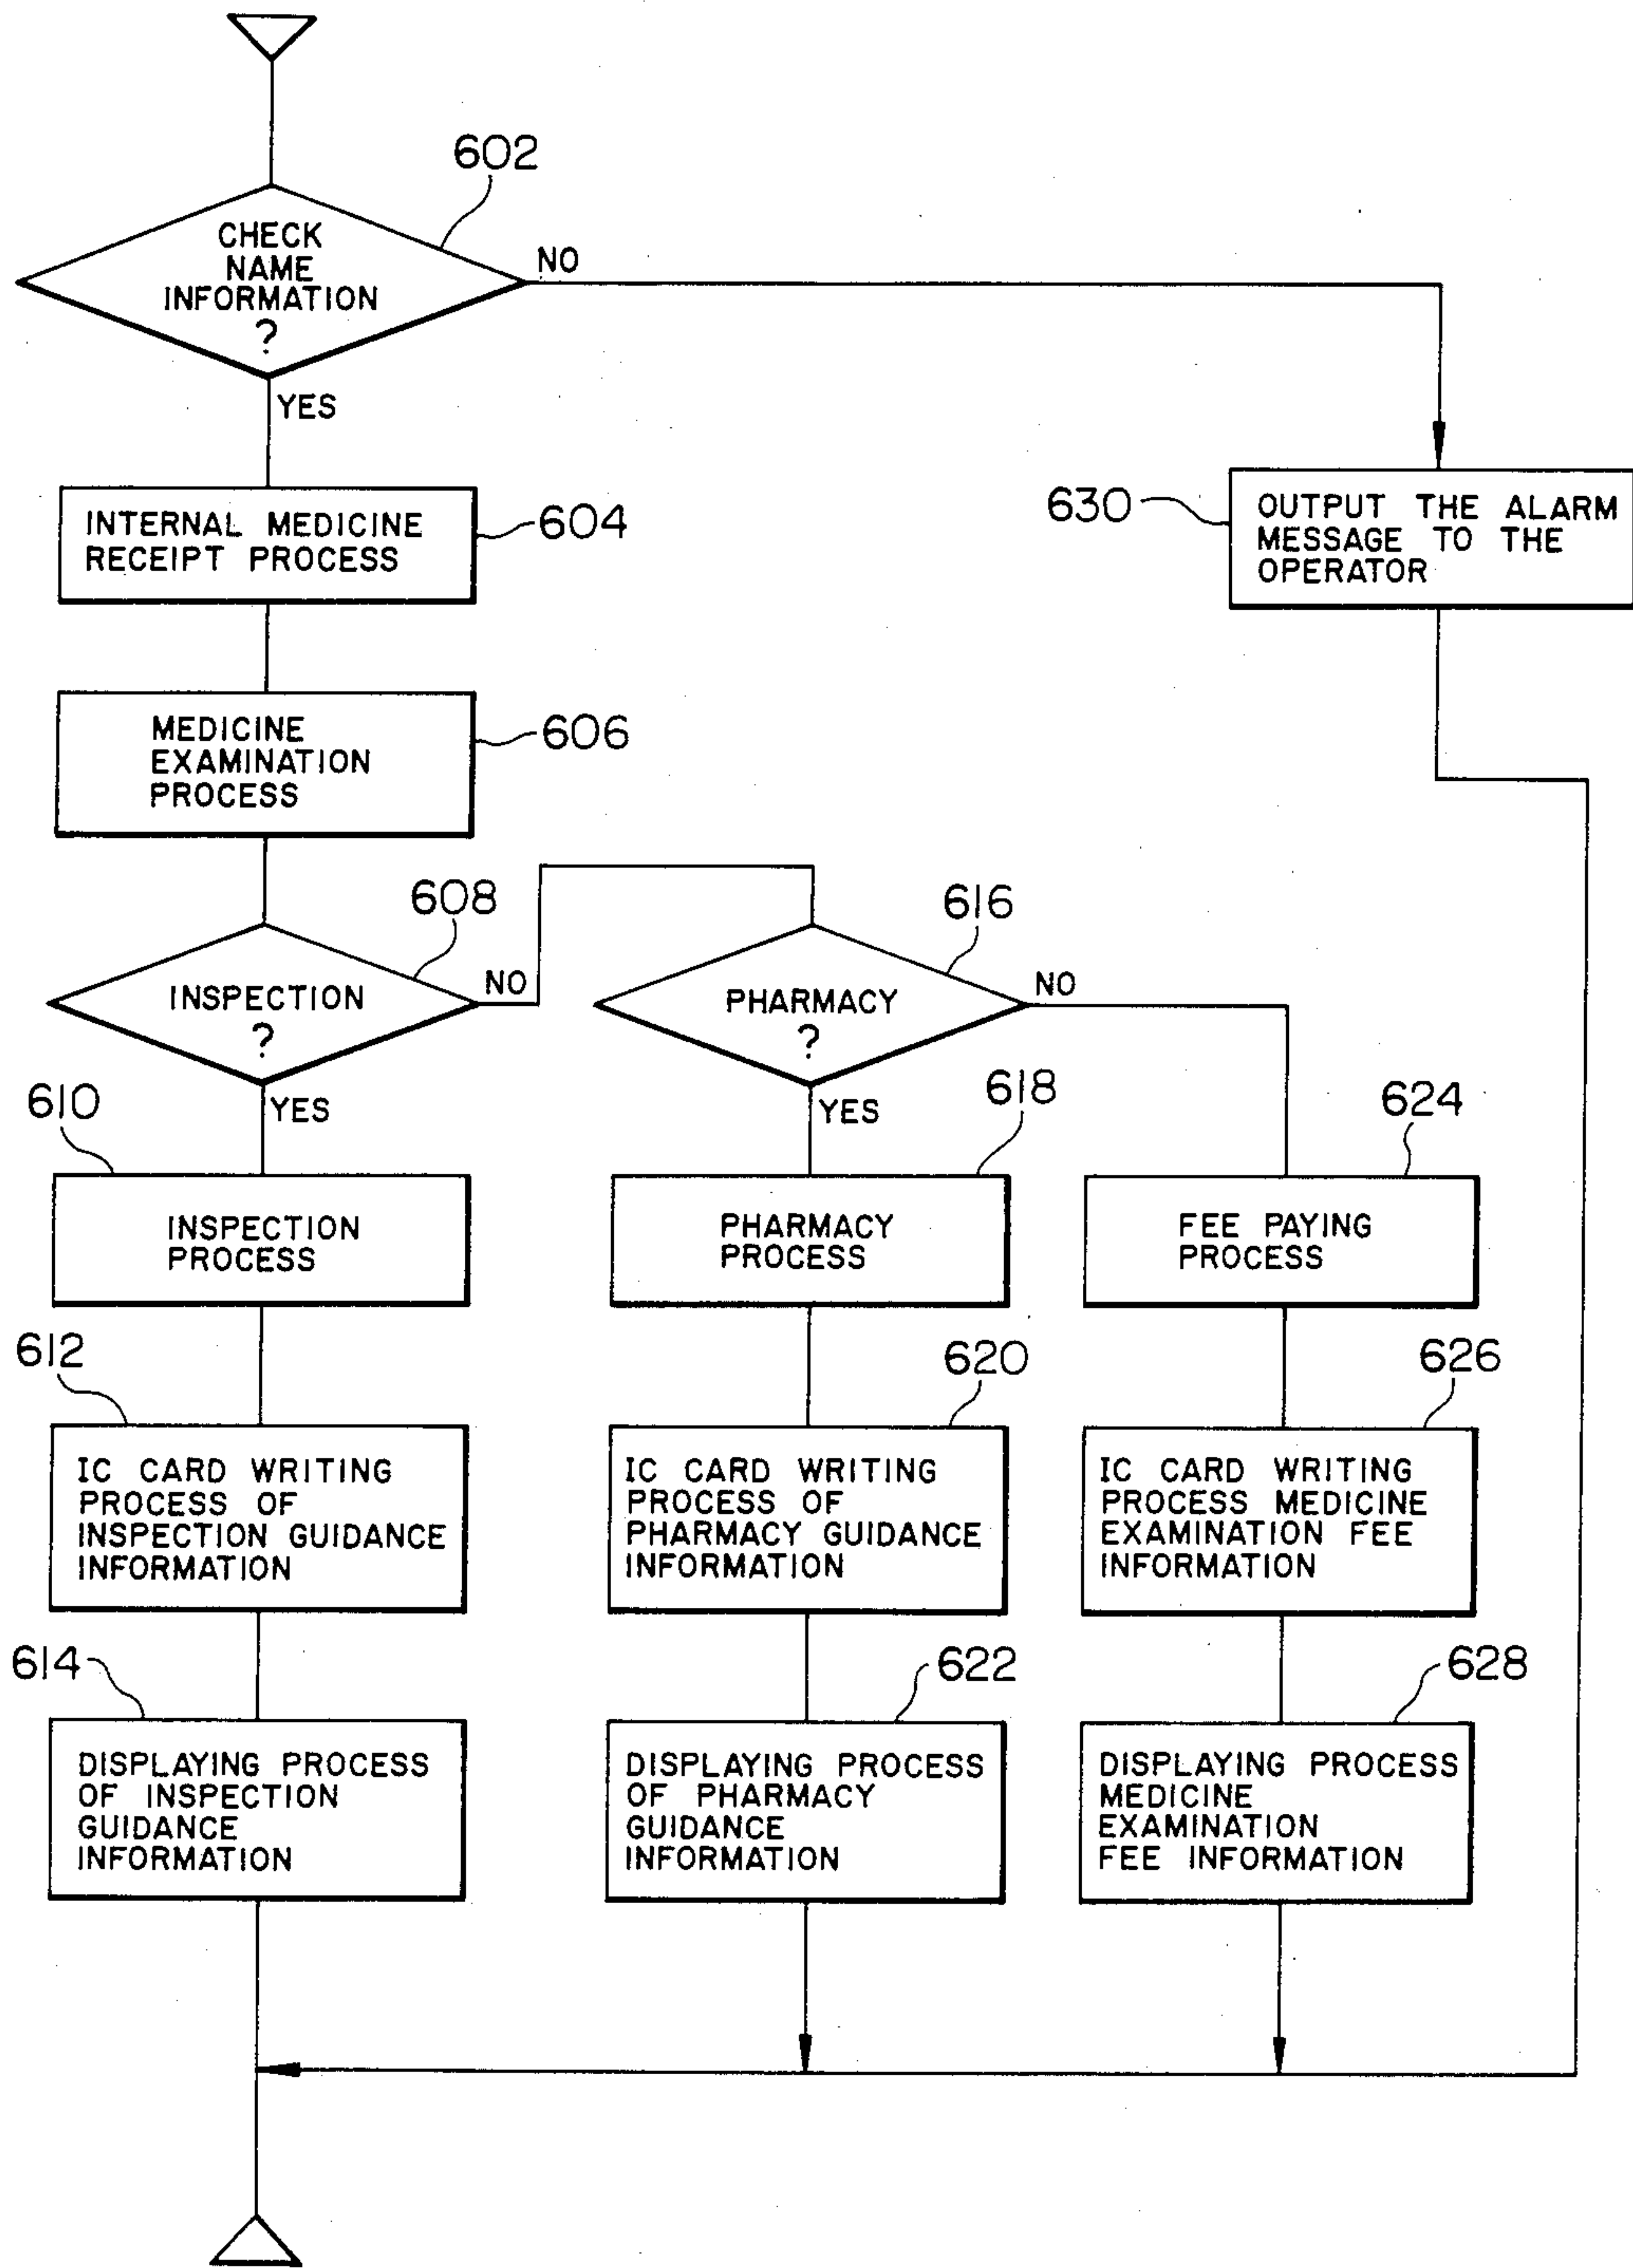 602
CHECK
NAME
INFORMATION
?
NO
YES
INTERNAL MEDICINE
RECEIPT PROCESS
604
630
OUTPUT THE ALARM
MESSAGE TO THE
OPERATOR
MEDICINE
EXAMINATION
PROCESS
606
608
INSPECTION
?
NO
YES
616
PHARMACY
?
NO
YES
610
INSPECTION
PROCESS
618
PHARMACY
PROCESS
624
FEE PAYING
PROCESS
612
IC CARD WRITING
PROCESS OF
INSPECTION GUIDANCE
INFORMATION
620
IC CARD WRITING
PROCESS OF
PHARMACY GUIDANCE
INFORMATION
626
IC CARD WRITING
PROCESS MEDICINE
EXAMINATION FEE
INFORMATION
614
DISPLAYING PROCESS
OF INSPECTION
GUIDANCE
INFORMATION
622
DISPLAYING PROCESS
OF PHARMACY
GUIDANCE
INFORMATION
628
DISPLAYING PROCESS
MEDICINE
EXAMINATION
FEE INFORMATION